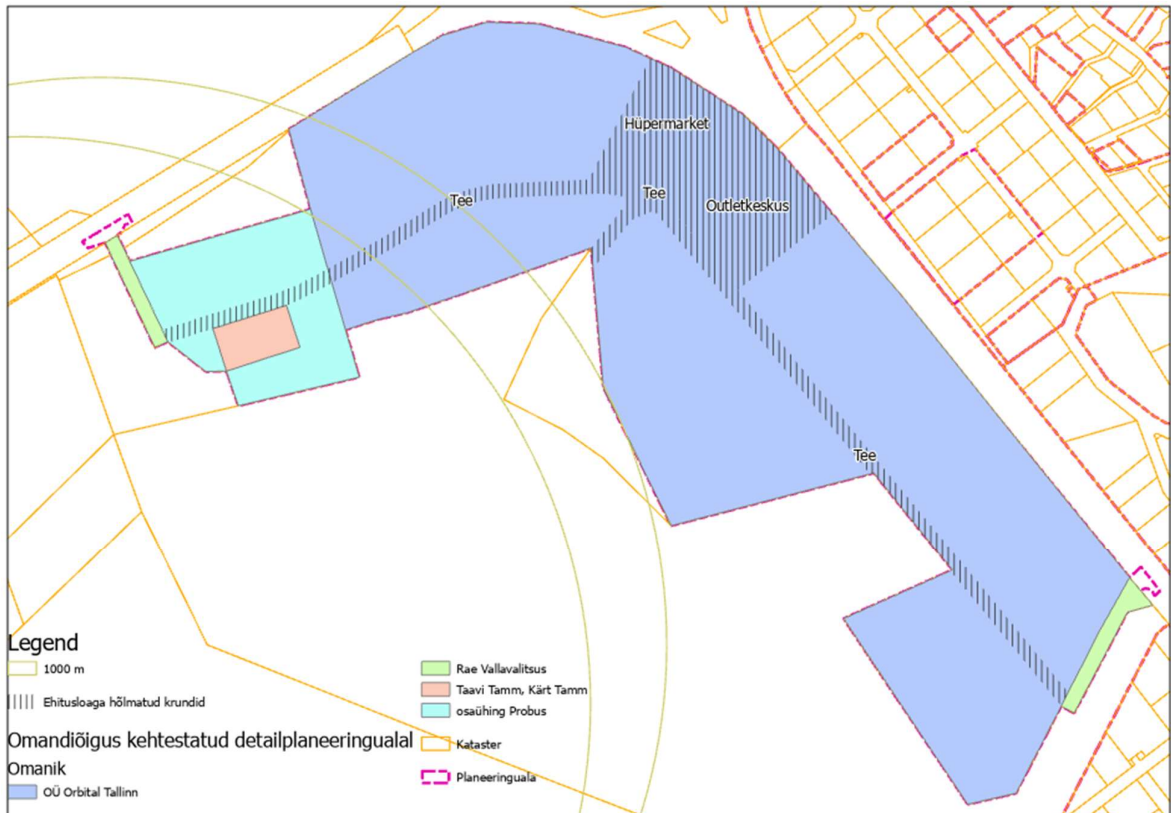 Hüpermarket
Tee
Tee
Outletkeskus
Tee
Legend
1000 m
Ehitusloaga hõlmatud krundid
Omandiõigus kehtestatud detailplaneeringualal
Omanik
OÜ Orbital Tallinn
Rae Vallavalitsus
Taavi Tamm, Kärt Tamm
osaühing Probus
Kataster
Planeeringuala